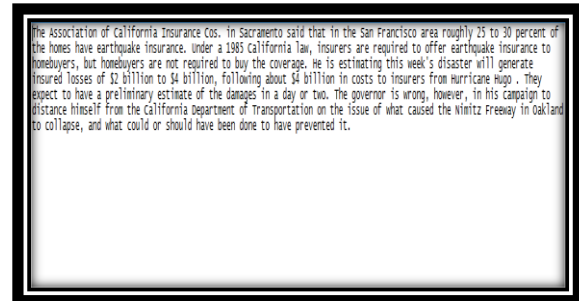 The Association of California Insurance Cos. in Sacramento said that in the San Francisco area roughly 25 to 30 percent of
the homes have earthquake insurance. Under a 1985 California law, insurers are required to offer earthquake insurance to
homebuyers, but homebuyers are not required to buy the coverage. He is estimating this week's disaster will generate
insured losses of $2 billion to $4 billion, following about $4 billion in costs to insurers from Hurricane Hugo . They
expect to have a preliminary estimate of the damages in a day or two. The governor is wrong, however, in his campaign to
distance himself from the California Department of Transportation on the issue of what caused the Nimitz Freeway in Oakland
to collapse, and what could or should have been done to have prevented it.